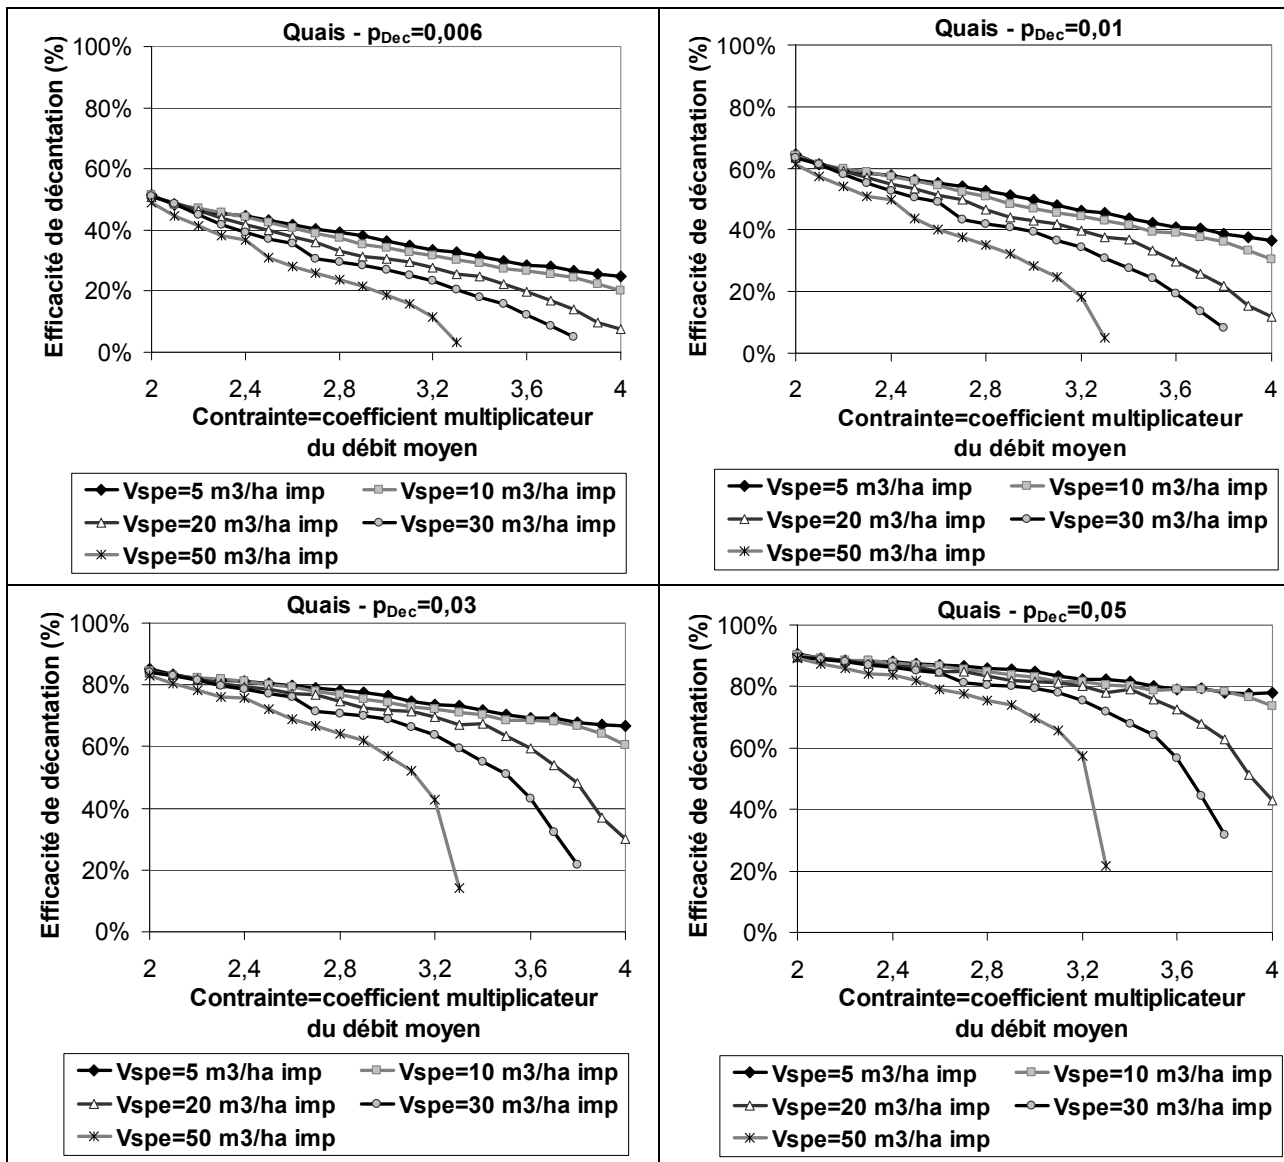 Quais - pDec=0,006
Efficacité de décantation (%)
100%
80%
60%
40%
20%
0%
2 2,4 2,8 3,2 3,6 4
Contrainte=coefficient multiplicateur
du débit moyen
Vspe=5 m3/ha imp Vspe=10 m3/ha imp
Vspe=20 m3/ha imp Vspe=30 m3/ha imp
Vspe=50 m3/ha imp
Quais - pDec=0,01
Efficacité de décantation (%)
100%
80%
60%
40%
20%
0%
2 2,4 2,8 3,2 3,6 4
Contrainte=coefficient multiplicateur
du débit moyen
Vspe=5 m3/ha imp Vspe=10 m3/ha imp
Vspe=20 m3/ha imp Vspe=30 m3/ha imp
Vspe=50 m3/ha imp
Quais - pDec=0,03
Efficacité de décantation (%)
100%
80%
60%
40%
20%
0%
2 2,4 2,8 3,2 3,6 4
Contrainte=coefficient multiplicateur
du débit moyen
Vspe=5 m3/ha imp Vspe=10 m3/ha imp
Vspe=20 m3/ha imp Vspe=30 m3/ha imp
Vspe=50 m3/ha imp
Quais - pDec=0,05
Efficacité de décantation (%)
100%
80%
60%
40%
20%
0%
2 2,4 2,8 3,2 3,6 4
Contrainte=coefficient multiplicateur
du débit moyen
Vspe=5 m3/ha imp Vspe=10 m3/ha imp
Vspe=20 m3/ha imp Vspe=30 m3/ha imp
Vspe=50 m3/ha imp